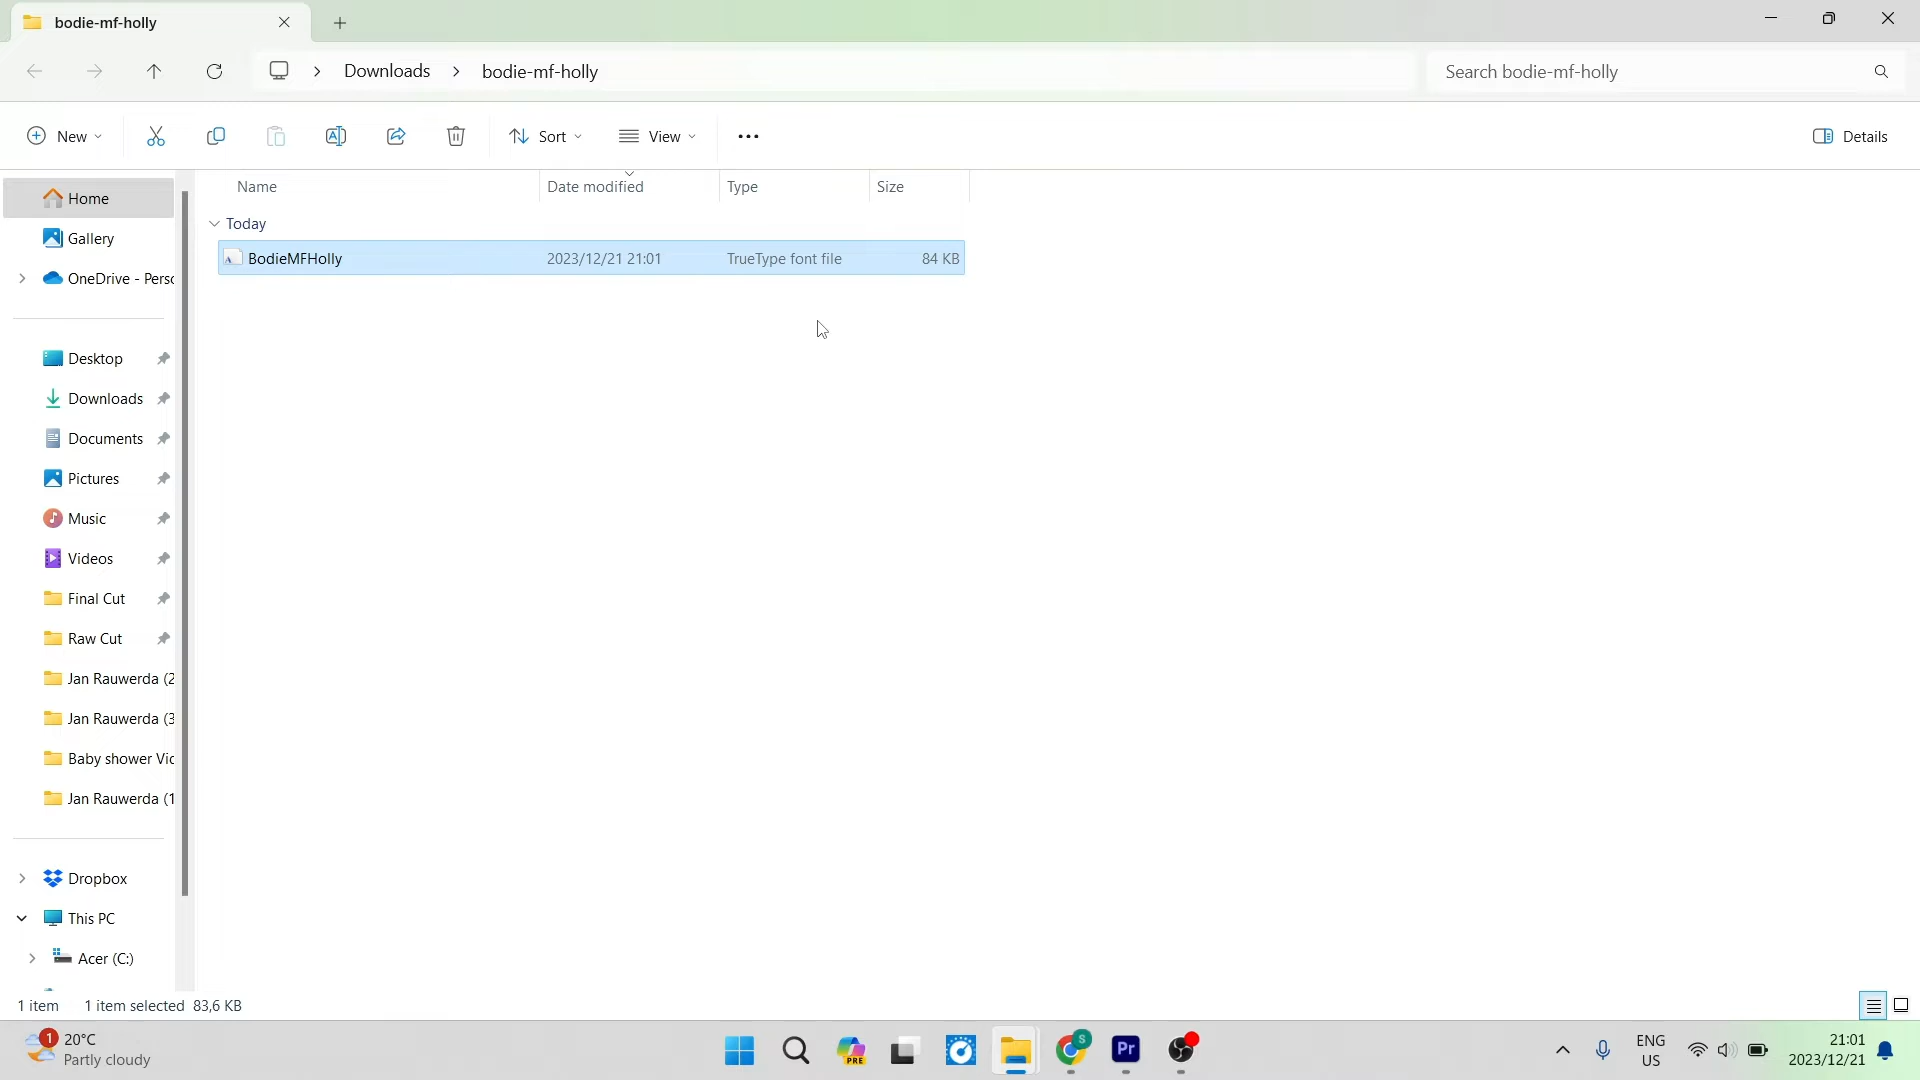 bodie-mf-holly
Downloads bodie-mf-holly
Search bodie-mf-holly
New
Sort
View
Details
Name Date modified Type Size
Today
BodieMFHolly 2023/12/21 21:01 TrueType font file 84 KB
Home
Gallery
OneDrive - Persc
Desktop
Downloads
Documents
Pictures
Music
Videos
Final Cut
Raw Cut
Jan Rauwerda (2
Jan Rauwerda (3
Baby shower Vic
Jan Rauwerda (1
Dropbox
This PC
Acer (C:)
1 item 1 item selected 83,6 KB
1
20°C
Partly cloudy
PRE
S
Pr
ENG
US
21:01
2023/12/21